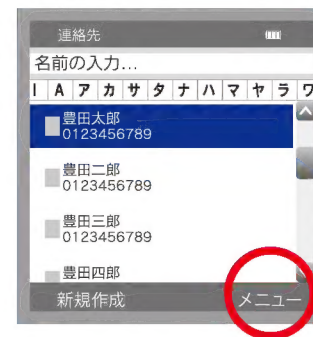 連絡先
名前の入力...
I A ア カ サ タ ナ ハ マ ヤ ラ ワ
豊田太郎
0123456789
豊田二郎
0123456789
豊田三郎
0123456789
豊田四郎
新規作成 メニュー